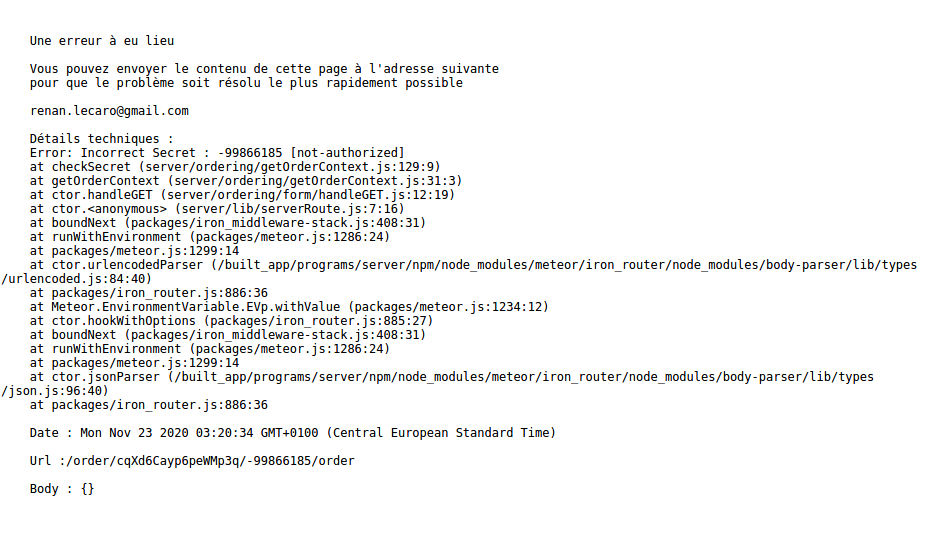 Une erreur à eu lieu
Vous pouvez envoyer le contenu de cette page à l'adresse suivante
pour que le problème soit résolu le plus rapidement possible
renan.lecaro@gmail.com
Détails techniques :
Error: Incorrect Secret : -99866185 [not-authorized]
at checkSecret (server/ordering/getOrderContext.js:129:9)
at getOrderContext (server/ordering/getOrderContext.js:31:3)
at ctor.handleGET (server/ordering/form/handleGET.js:12:19)
at ctor.<anonymous> (server/lib/serverRoute.js:7:16)
at boundNext (packages/iron_middleware-stack.js:408:31)
at runWithEnvironment (packages/meteor.js:1286:24)
at packages/meteor.js:1299:14
at ctor.urlencodedParser (/built_app/programs/server/npm/node_modules/meteor/iron_router/node_modules/body-parser/lib/types
/urlencoded.js:84:40)
at packages/iron_router.js:886:36
at Meteor.EnvironmentVariable.EVp.withValue (packages/meteor.js:1234:12)
at ctor.hookWithOptions (packages/iron_router.js:885:27)
at boundNext (packages/iron_middleware-stack.js:408:31)
at runWithEnvironment (packages/meteor.js:1286:24)
at packages/meteor.js:1299:14
at ctor.jsonParser (/built_app/programs/server/npm/node_modules/meteor/iron_router/node_modules/body-parser/lib/types
/json.js:96:40)
at packages/iron_router.js:886:36
Date : Mon Nov 23 2020 03:20:34 GMT+0100 (Central European Standard Time)
Url :/order/cqXd6Cayp6peWMp3q/-99866185/order
Body : {}